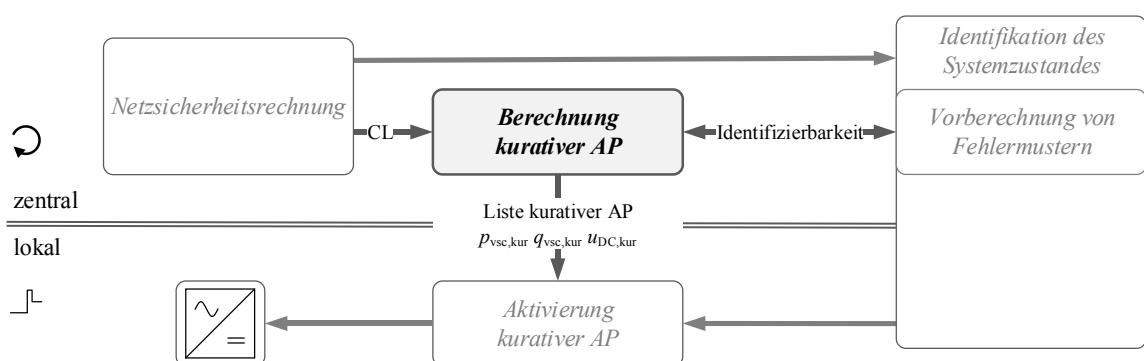 Identifikation des
Systemzustandes
Netzsicherheitsrechnung
CL
Berechnung
kurativer AP
Identifizierbarkeit
Vorberechnung von
Fehlermustern
zentral
Liste kurativer AP
lokal
p_vsc,kur q_vsc,kur u_DC,kur
Aktivierung
kurativer AP